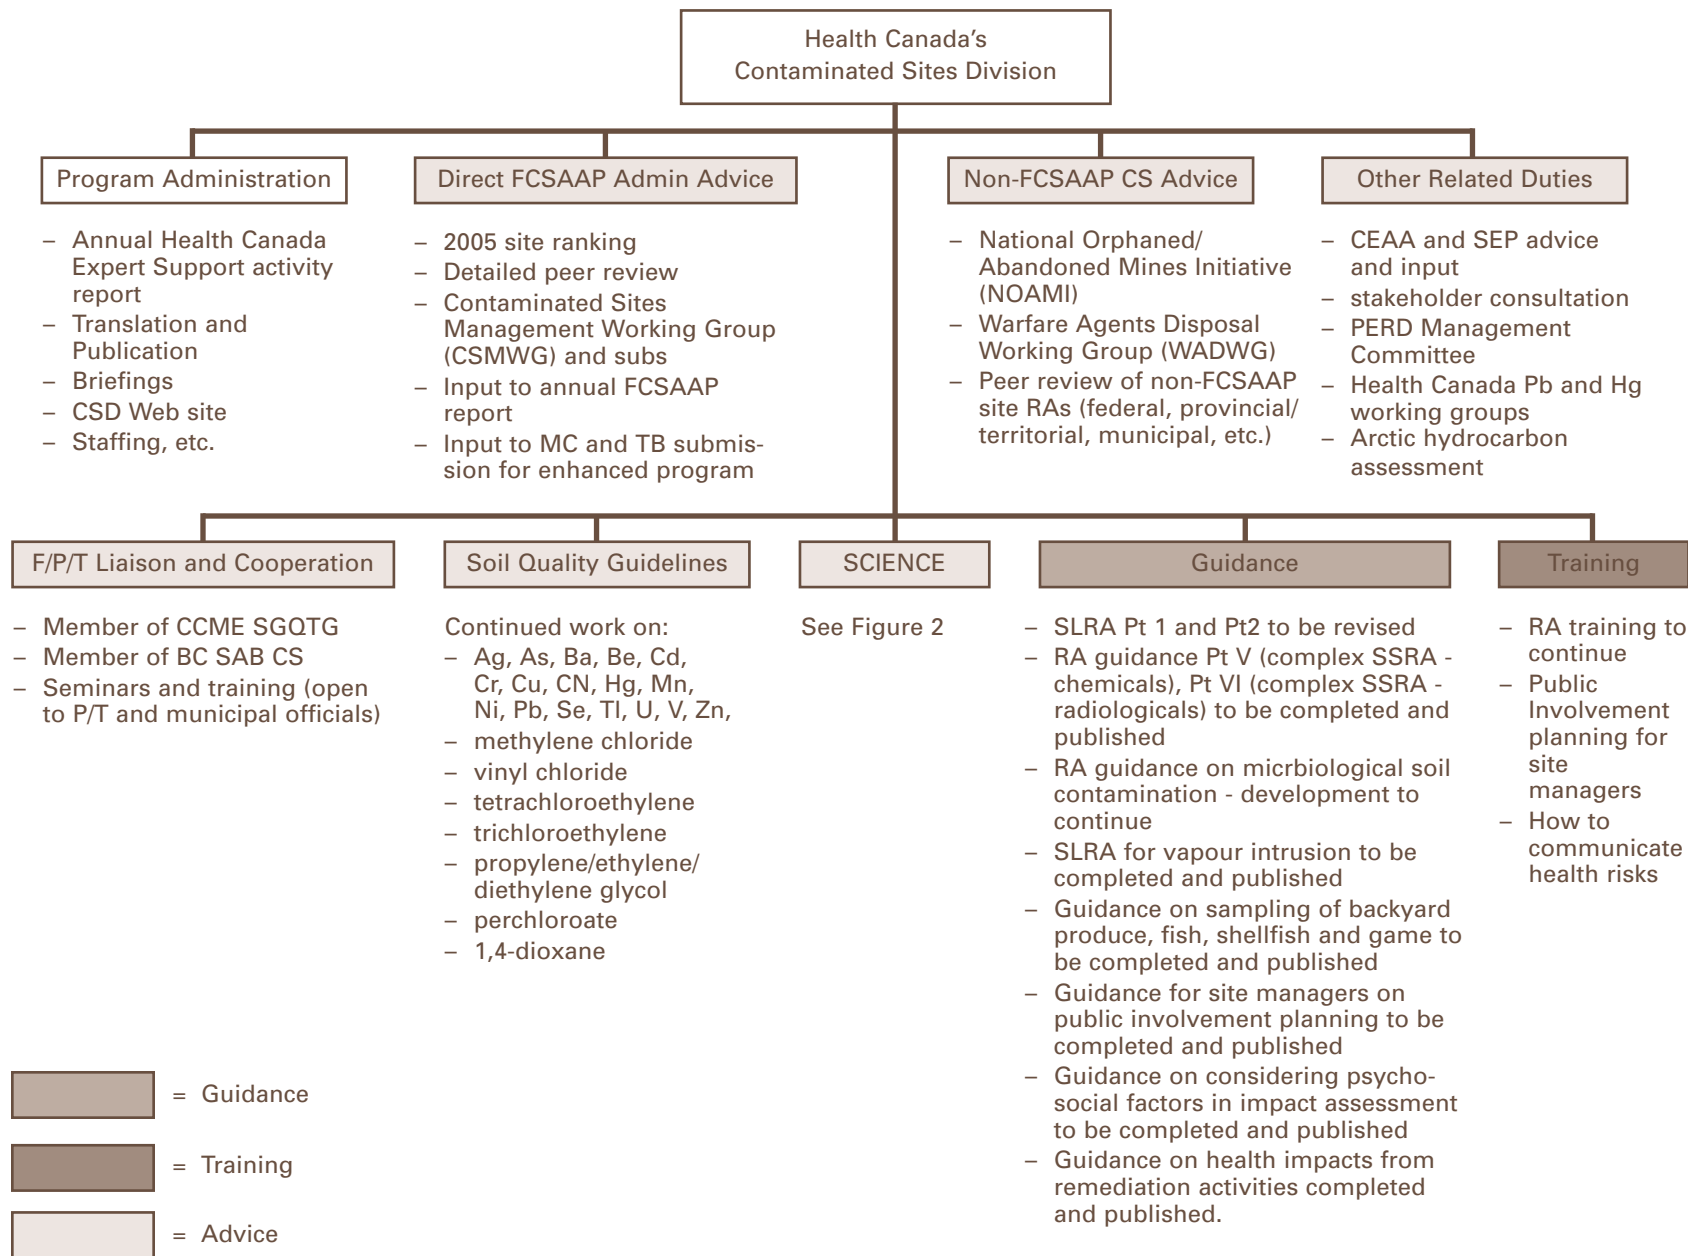 Health Canada's
Contaminated Sites Division
Program Administration
– Annual Health Canada
Expert Support activity
report
– Translation and
Publication
– Briefings
– CSD Web site
– Staffing, etc.
Direct FCSAAP Admin Advice
– 2005 site ranking
– Detailed peer review
– Contaminated Sites
Management Working Group
(CSMWG) and subs
– Input to annual FCSAAP
report
– Input to MC and TB submis-
sion for enhanced program
Non-FCSAAP CS Advice
– National Orphaned/
Abandoned Mines Initiative
(NOAMI)
– Warfare Agents Disposal
Working Group (WADWG)
– Peer review of non-FCSAAP
site RAs (federal, provincial/
territorial, municipal, etc.)
Other Related Duties
– CEAA and SEP advice
and input
– stakeholder consultation
– PERD Management
Committee
– Health Canada Pb and Hg
working groups
– Arctic hydrocarbon
assessment
F/P/T Liaison and Cooperation
– Member of CCME SGQTG
– Member of BC SAB CS
– Seminars and training (open
to P/T and municipal officials)
Soil Quality Guidelines
Continued work on:
– Ag, As, Ba, Be, Cd,
Cr, Cu, CN, Hg, Mn,
Ni, Pb, Se, Tl, U, V, Zn,
– methylene chloride
– vinyl chloride
– tetrachloroethylene
– trichloroethylene
– propylene/ethylene/
diethylene glycol
– perchloroate
– 1,4-dioxane
SCIENCE
See Figure 2
Guidance
– SLRA Pt 1 and Pt2 to be revised
– RA guidance Pt V (complex SSRA -
chemicals), Pt VI (complex SSRA -
radiologicals) to be completed and
published
– RA guidance on micrbiological soil
contamination - development to
continue
– SLRA for vapour intrusion to be
completed and published
– Guidance on sampling of backyard
produce, fish, shellfish and game to
be completed and published
– Guidance for site managers on
public involvement planning to be
completed and published
– Guidance on considering psycho-
social factors in impact assessment
to be completed and published
– Guidance on health impacts from
remediation activities completed
and published.
Training
– RA training to
continue
– Public
Involvement
planning for
site
managers
– How to
communicate
health risks
= Guidance
= Training
= Advice